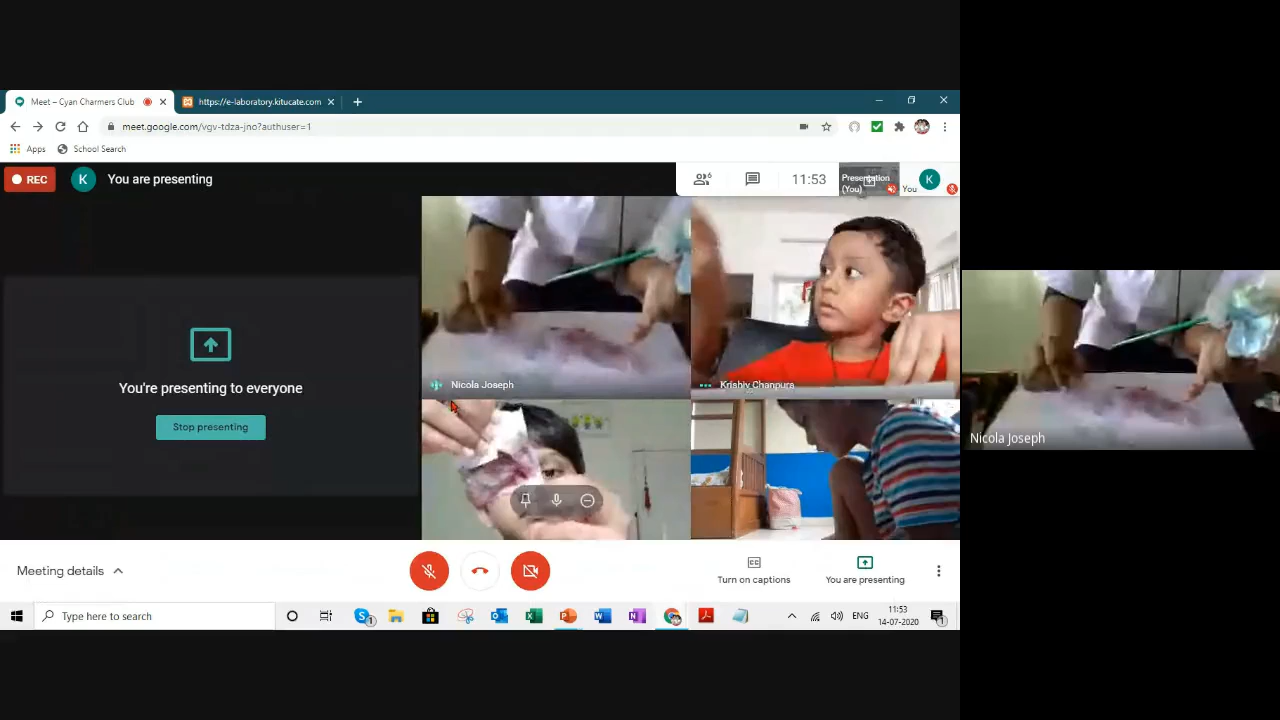 Meet – Cyan Charmers Club
https://e-laboratory.kitucate.com
meet.google.com/vgv-tdza-jno?authuser=1
Apps
School Search
REC
K
You are presenting
6
11:53
Presentation
(You)
You
K
You're presenting to everyone
Stop presenting
Nicola Joseph
Krishiv Chanpura
Nicola Joseph
Meeting details
CC
Turn on captions
You are presenting
Type here to search
ENG
11:53
14-07-2020